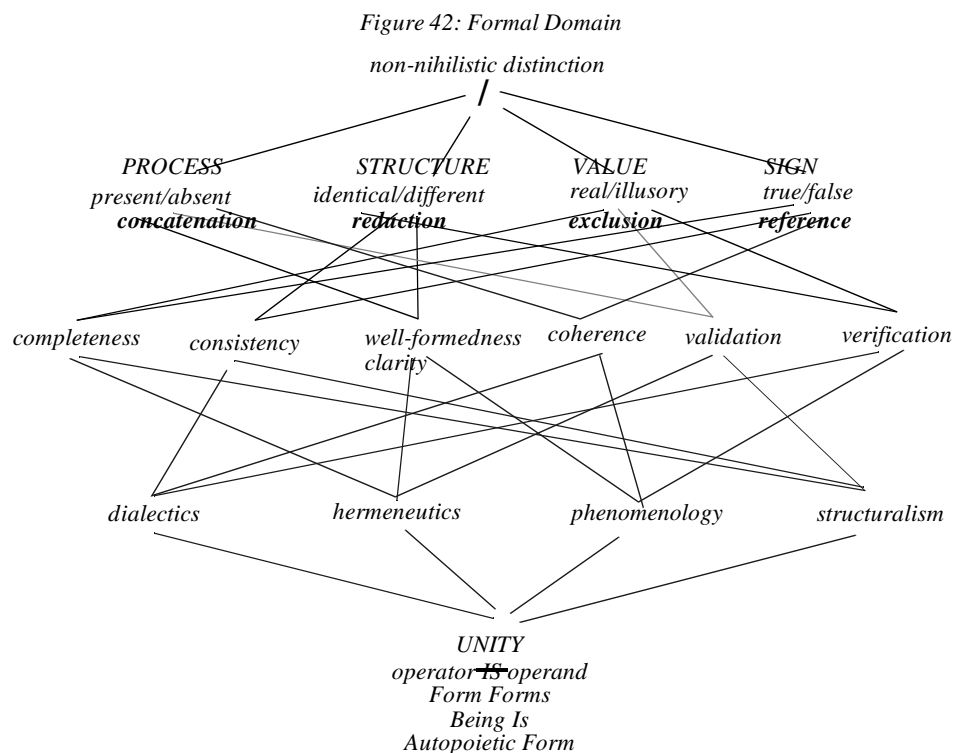 Figure 42: Formal Domain
non-nihilistic distinction
/
PROCESS STRUCTURE VALUE SIGN
present/absent identical/different real/illusory true/false
concatenation redaction exclusion reference
completeness consistency well-formedness coherence validation verification
clarity
dialectics hermeneutics phenomenology structuralism
UNITY
operator IS operand
Form Forms
Being Is
Autopoietic Form